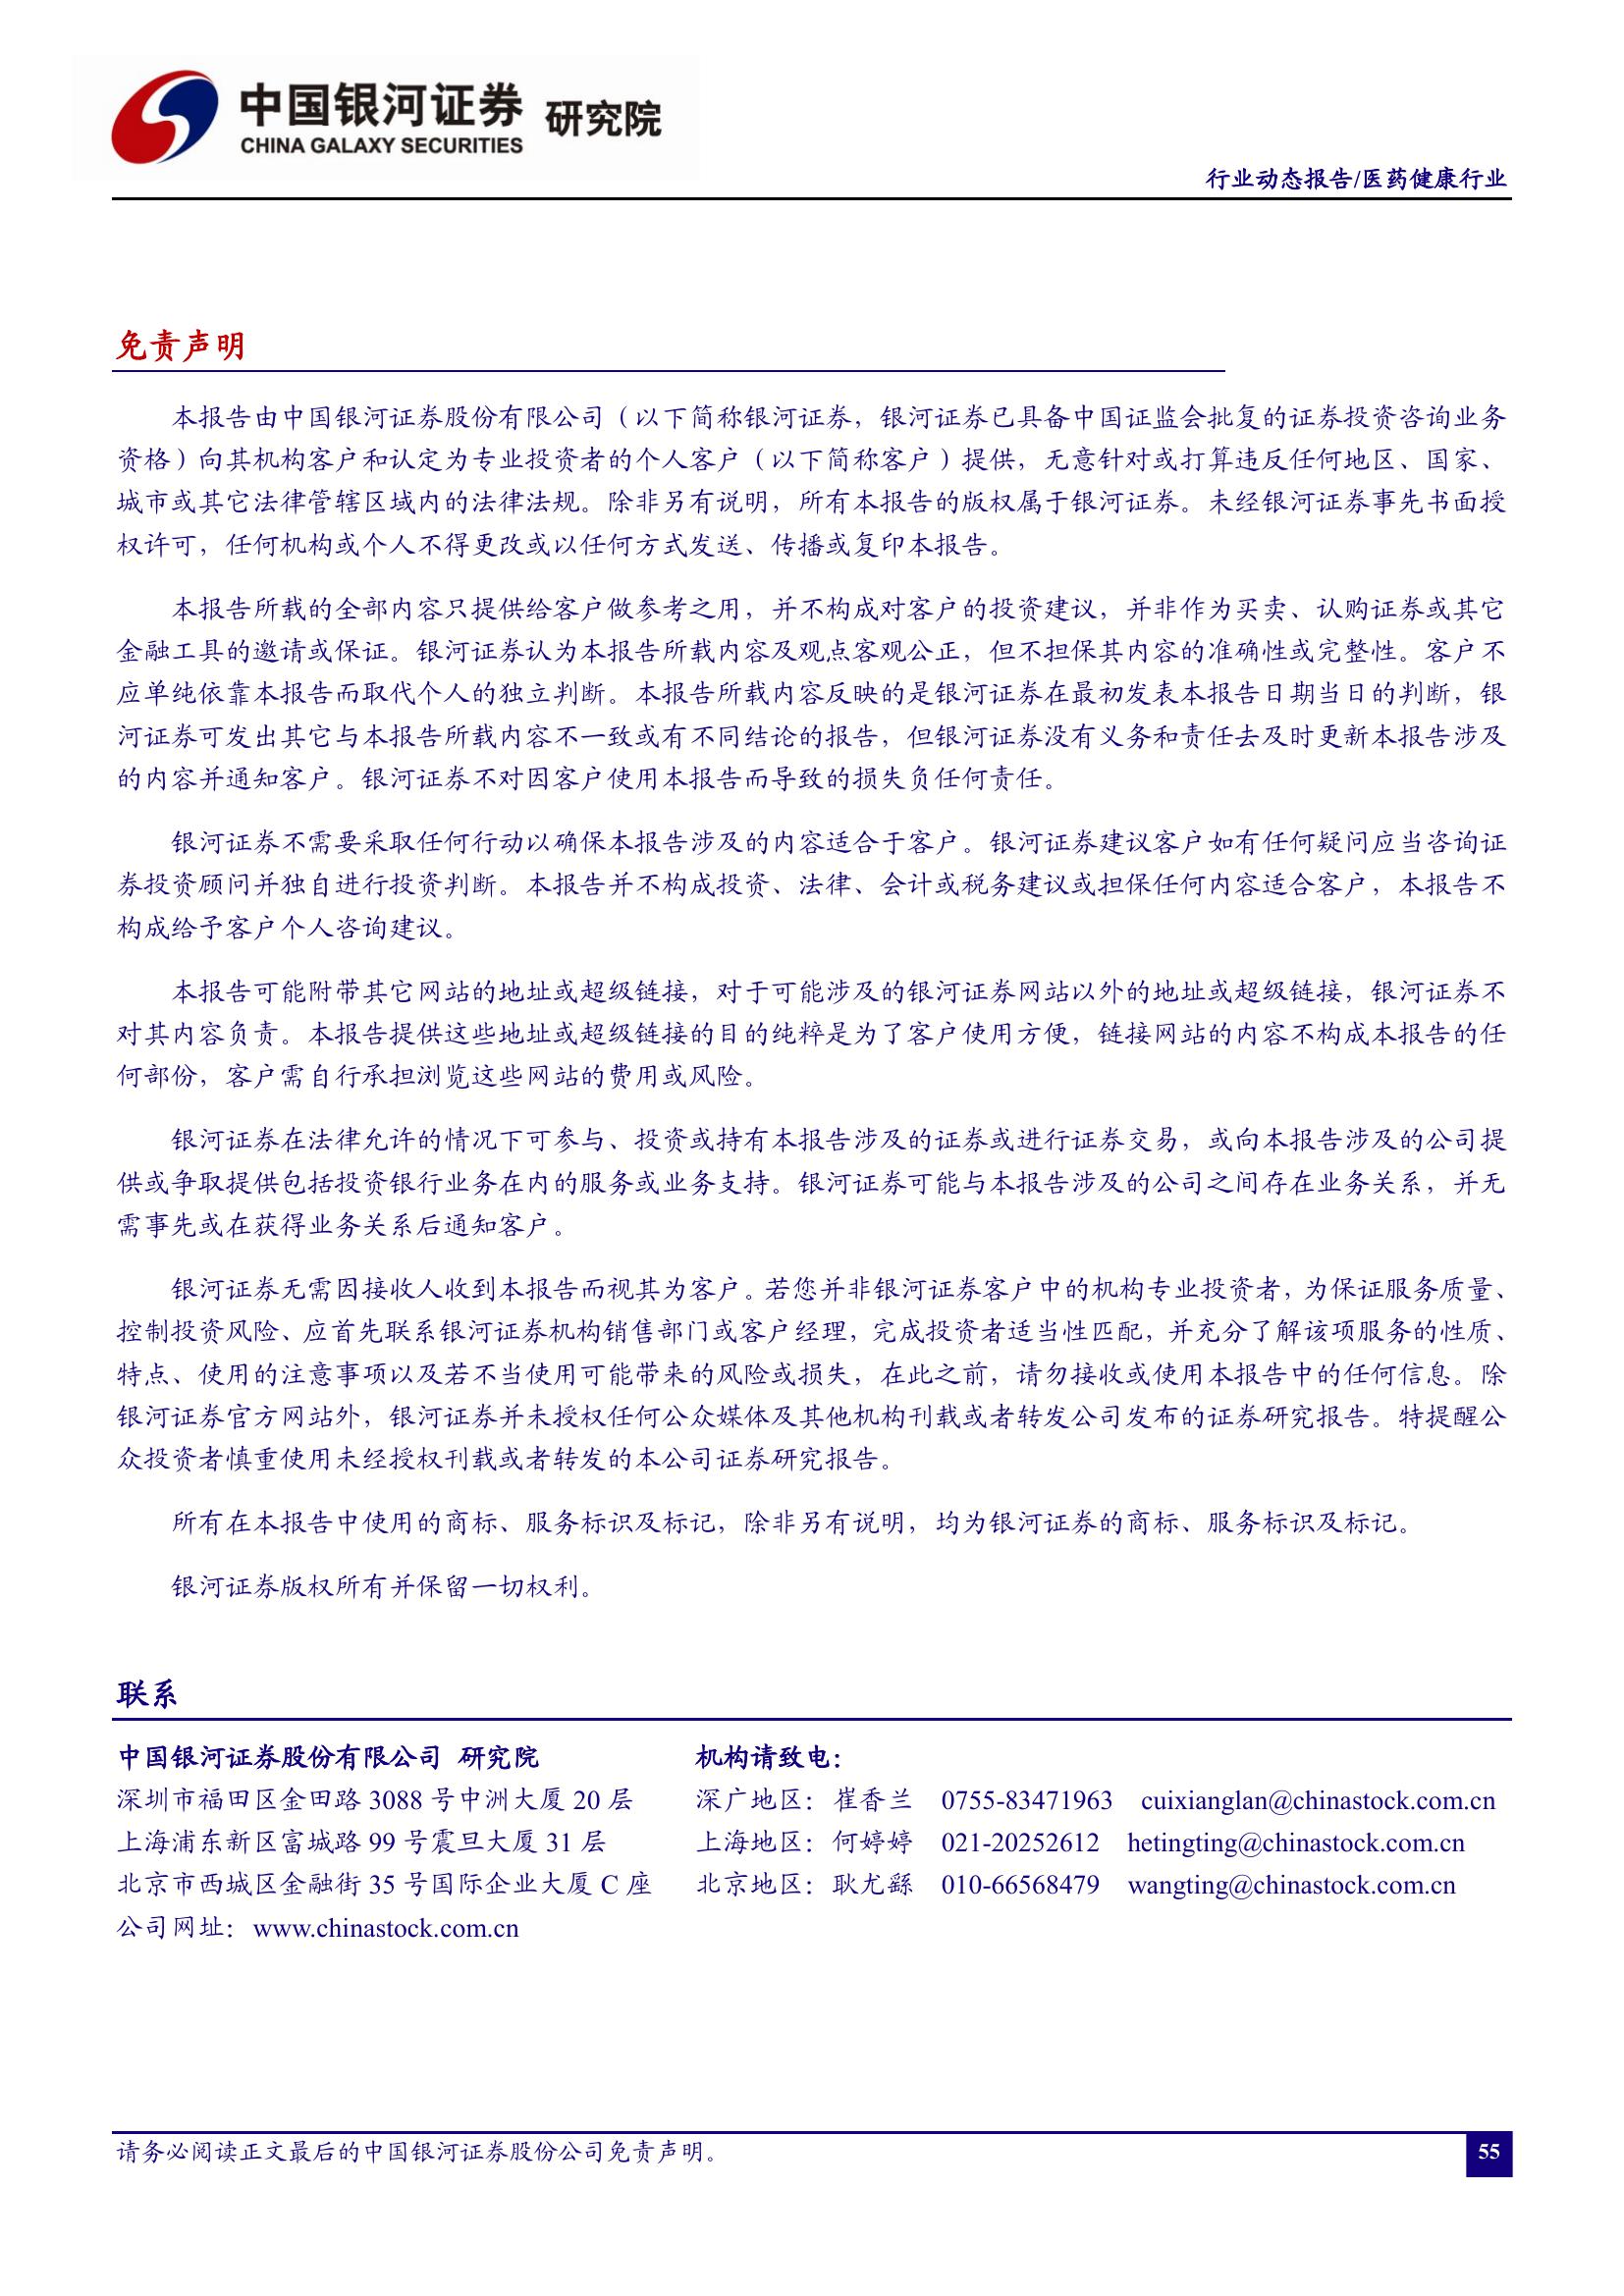 中国银河证券 研究院
CHINA GALAXY SECURITIES
行业动态报告/医药健康行业
免责声明
本报告由中国银河证券股份有限公司（以下简称银河证券，银河证券已具备中国证监会批复的证券投资咨询业务
资格）向其机构客户和认定为专业投资者的个人客户（以下简称客户）提供，无意针对或打算违反任何地区、国家、
城市或其它法律管辖区域内的法律法规。除非另有说明，所有本报告的版权属于银河证券。未经银河证券事先书面授
权许可，任何机构或个人不得更改或以任何方式发送、传播或复印本报告。
本报告所载的全部内容只提供给客户做参考之用，并不构成对客户的投资建议，并非作为买卖、认购证券或其它
金融工具的邀请或保证。银河证券认为本报告所载内容及观点客观公正，但不担保其内容的准确性或完整性。客户不
应单纯依靠本报告而取代个人的独立判断。本报告所载内容反映的是银河证券在最初发表本报告日期当日的判断，银
河证券可发出其它与本报告所载内容不一致或有不同结论的报告，但银河证券没有义务和责任去及时更新本报告涉及
的内容并通知客户。银河证券不对因客户使用本报告而导致的损失负任何责任。
银河证券不需要采取任何行动以确保本报告涉及的内容适合于客户。银河证券建议客户如有任何疑问应当咨询证
券投资顾问并独自进行投资判断。本报告并不构成投资、法律、会计或税务建议或担保任何内容适合客户，本报告不
构成给予客户个人咨询建议。
本报告可能附带其它网站的地址或超级链接，对于可能涉及的银河证券网站以外的地址或超级链接，银河证券不
对其内容负责。本报告提供这些地址或超级链接的目的纯粹是为了客户使用方便，链接网站的内容不构成本报告的任
何部份，客户需自行承担浏览这些网站的费用或风险。
银河证券在法律允许的情况下可参与、投资或持有本报告涉及的证券或进行证券交易，或向本报告涉及的公司提
供或争取提供包括投资银行业务在内的服务或业务支持。银河证券可能与本报告涉及的公司之间存在业务关系，并无
需事先或在获得业务关系后通知客户。
银河证券无需因接收人收到本报告而视其为客户。若您并非银河证券客户中的机构专业投资者，为保证服务质量、
控制投资风险、应首先联系银河证券机构销售部门或客户经理，完成投资者适当性匹配，并充分了解该项服务的性质、
特点、使用的注意事项以及若不当使用可能带来的风险或损失，在此之前，请勿接收或使用本报告中的任何信息。除
银河证券官方网站外，银河证券并未授权任何公众媒体及其他机构刊载或者转发公司发布的证券研究报告。特提醒公
众投资者慎重使用未经授权刊载或者转发的本公司证券研究报告。
所有在本报告中使用的商标、服务标识及标记，除非另有说明，均为银河证券的商标、服务标识及标记。
银河证券版权所有并保留一切权利。
联系
中国银河证券股份有限公司 研究院 机构请致电：
深圳市福田区金田路 3088 号中洲大厦 20 层 深广地区：崔香兰 0755-83471963 cuixianglan@chinastock.com.cn
上海浦东新区富城路 99 号震旦大厦 31 层 上海地区：何婷婷 021-20252612 hetingting@chinastock.com.cn
北京市西城区金融街 35 号国际企业大厦 C 座 北京地区：耿尤繇 010-66568479 wangting@chinastock.com.cn
公司网址：www.chinastock.com.cn
请务必阅读正文最后的中国银河证券股份公司免责声明。
55